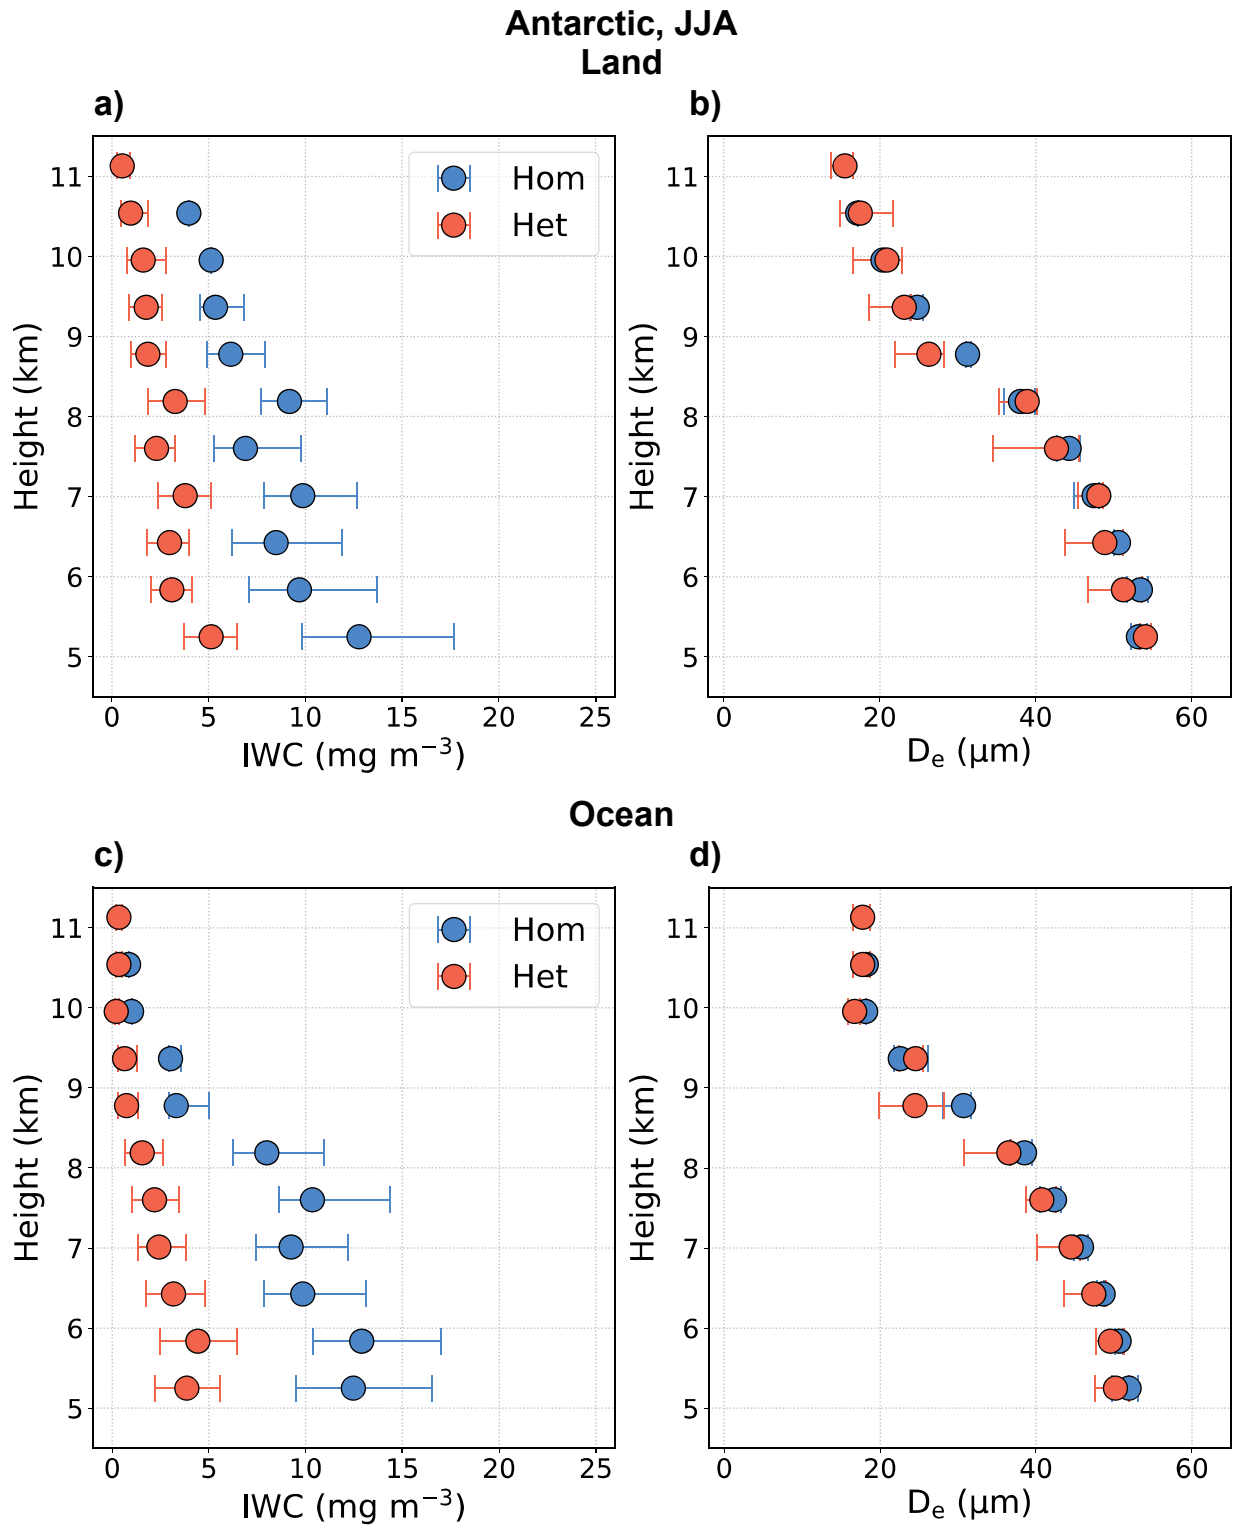 Antarctic, JJA
Land
a)
b)
Hom
Het
11
10
9
8
7
6
5
Height (km)
0 5 10 15 20 25
IWC (mg m⁻³)
11
10
9
8
7
6
5
Height (km)
0 20 40 60
Dₑ (μm)
Ocean
c)
d)
Hom
Het
11
10
9
8
7
6
5
Height (km)
0 5 10 15 20 25
IWC (mg m⁻³)
11
10
9
8
7
6
5
Height (km)
0 20 40 60
Dₑ (μm)